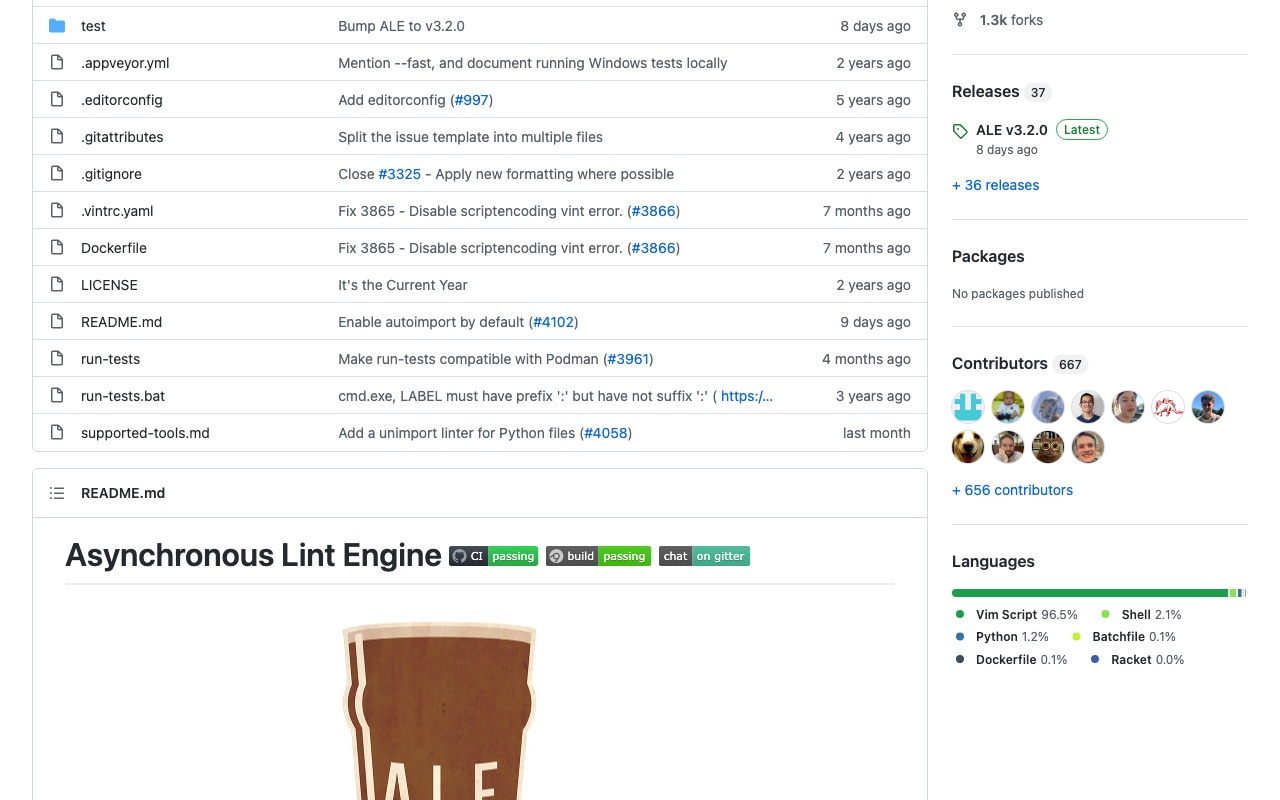 test Bump ALE to v3.2.0 8 days ago
.appveyor.yml Mention --fast, and document running Windows tests locally 2 years ago
.editorconfig Add editorconfig (#997) 5 years ago
.gitattributes Split the issue template into multiple files 4 years ago
.gitignore Close #3325 - Apply new formatting where possible 2 years ago
.vintrc.yaml Fix 3865 - Disable scriptencoding vint error. (#3866) 7 months ago
Dockerfile Fix 3865 - Disable scriptencoding vint error. (#3866) 7 months ago
LICENSE It's the Current Year 2 years ago
README.md Enable autoimport by default (#4102) 9 days ago
run-tests Make run-tests compatible with Podman (#3961) 4 months ago
run-tests.bat cmd.exe, LABEL must have prefix ':' but have not suffix ':' ( https:/... 3 years ago
supported-tools.md Add a unimport linter for Python files (#4058) last month
README.md
Asynchronous Lint Engine CI passing build passing chat on gitter
ALE
1.3k forks
Releases 37
ALE v3.2.0 Latest
8 days ago
+ 36 releases
Packages
No packages published
Contributors 667
+ 656 contributors
Languages
Vim Script 96.5% Shell 2.1%
Python 1.2% Batchfile 0.1%
Dockerfile 0.1% Racket 0.0%